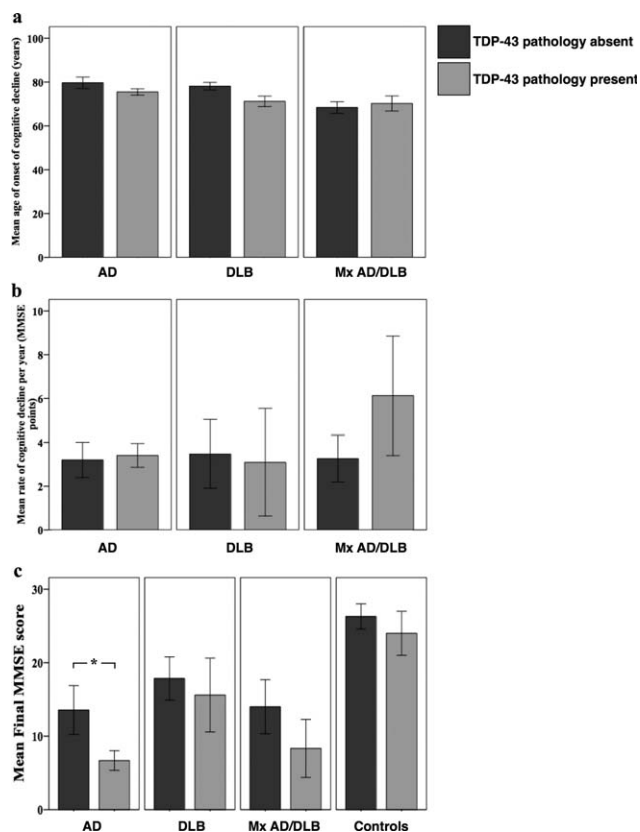 a
Mean age of onset of cognitive decline (years)
100
80
60
40
20
0
AD
DLB
Mx AD/DLB
TDP-43 pathology absent
TDP-43 pathology present
b
Mean rate of cognitive decline per year (MMSE
points)
10
8
6
4
2
0
AD
DLB
Mx AD/DLB
c
Mean Final MMSE score
30
20
10
0
*
AD
DLB
Mx AD/DLB
Controls